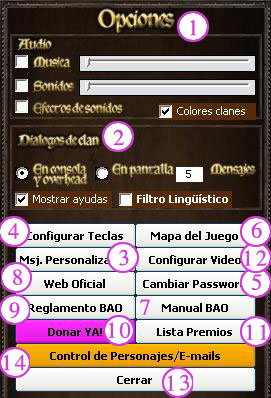 Opciones
1
Audio
Musica
Sonidos
Efectos de sonidos
Colores clanes
Dialogos de clan
2
En consola y overhead
En pantalla
5
Mensajes
Mostrar ayudas
Filtro Lingüístico
4
Configurar Teclas
Mapa del Juego
6
Msj. Personaliza
3
Configurar Video
12
8
Web Oficial
Cambiar Passwor
5
9
Reglamento BAO
7
Manual BAO
Donar YA!
10
Lista Premios
11
14
Control de Personajes/E-mails
Cerrar
13